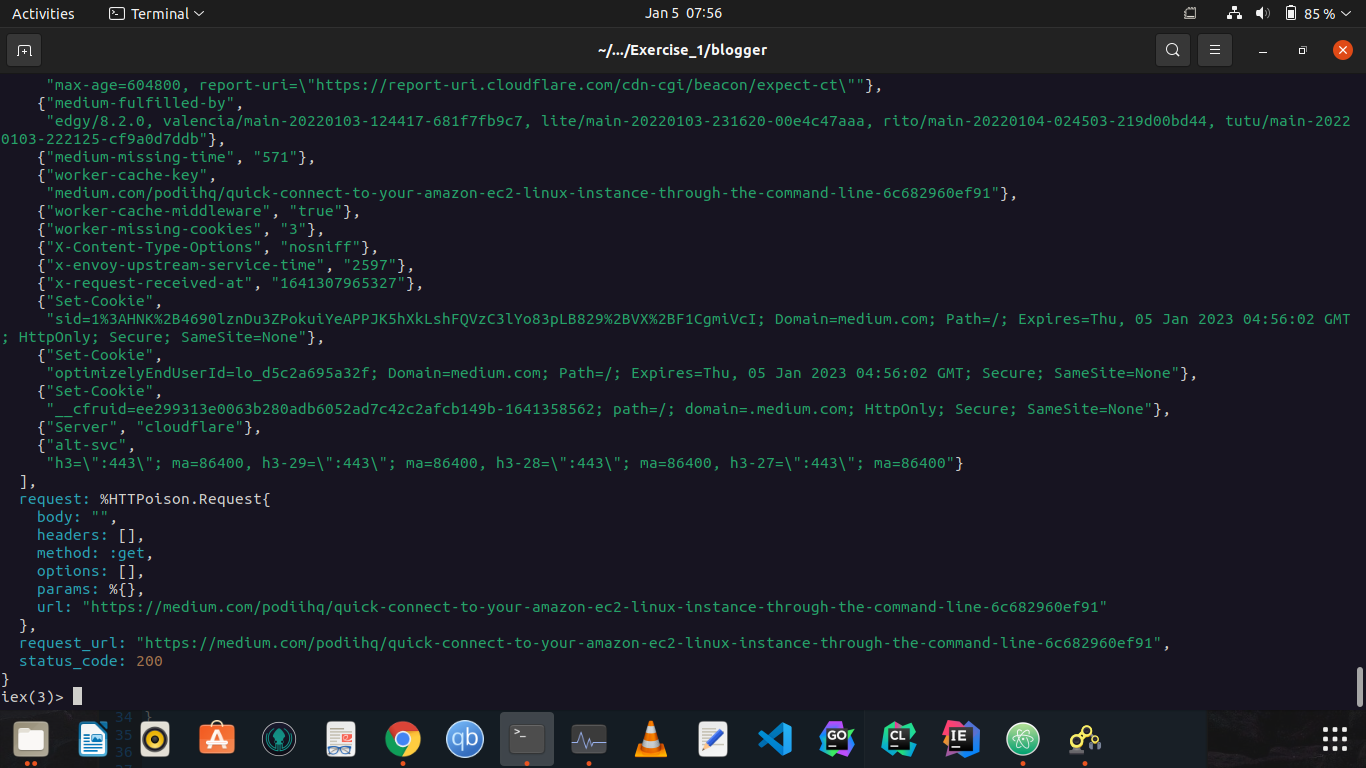 Activities Terminal Jan 5 07:56 85 %
~/.../Exercise_1/blogger
"max-age=604800, report-uri=\"https://report-uri.cloudflare.com/cdn-cgi/beacon/expect-ct\""},
{"medium-fulfilled-by",
"edgy/8.2.0, valencia/main-20220103-124417-681f7fb9c7, lite/main-20220103-231620-00e4c47aaa, rito/main-20220104-024503-219d00bd44, tutu/main-2022
0103-222125-cf9a0d7ddb"},
{"medium-missing-time", "571"},
{"worker-cache-key",
"medium.com/podiihq/quick-connect-to-your-amazon-ec2-linux-instance-through-the-command-line-6c682960ef91"},
{"worker-cache-middleware", "true"},
{"worker-missing-cookies", "3"},
{"X-Content-Type-Options", "nosniff"},
{"x-envoy-upstream-service-time", "2597"},
{"x-request-received-at", "1641307965327"},
{"Set-Cookie",
"sid=1%3AHNK%2B4690lznDu3ZPokuiYeAPPJK5hXkLshFQVzC3lYo83pLB829%2BVX%2BF1CgmiVcI; Domain=medium.com; Path=/; Expires=Thu, 05 Jan 2023 04:56:02 GMT
; HttpOnly; Secure; SameSite=None"},
{"Set-Cookie",
"optimizelyEndUserId=lo_d5c2a695a32f; Domain=medium.com; Path=/; Expires=Thu, 05 Jan 2023 04:56:02 GMT; Secure; SameSite=None"},
{"Set-Cookie",
"__cfruid=ee299313e0063b280adb6052ad7c42c2afcb149b-1641358562; path=/; domain=.medium.com; HttpOnly; Secure; SameSite=None"},
{"Server", "cloudflare"},
{"alt-svc",
"h3=\":443\"; ma=86400, h3-29=\":443\"; ma=86400, h3-28=\":443\"; ma=86400, h3-27=\":443\"; ma=86400"}
],
request: %HTTPoison.Request{
body: "",
headers: [],
method: :get,
options: [],
params: %{},
url: "https://medium.com/podiihq/quick-connect-to-your-amazon-ec2-linux-instance-through-the-command-line-6c682960ef91"
},
request_url: "https://medium.com/podiihq/quick-connect-to-your-amazon-ec2-linux-instance-through-the-command-line-6c682960ef91",
status_code: 200
}
iex(3)>
34 }
35
36
qb >_ GO CL IE